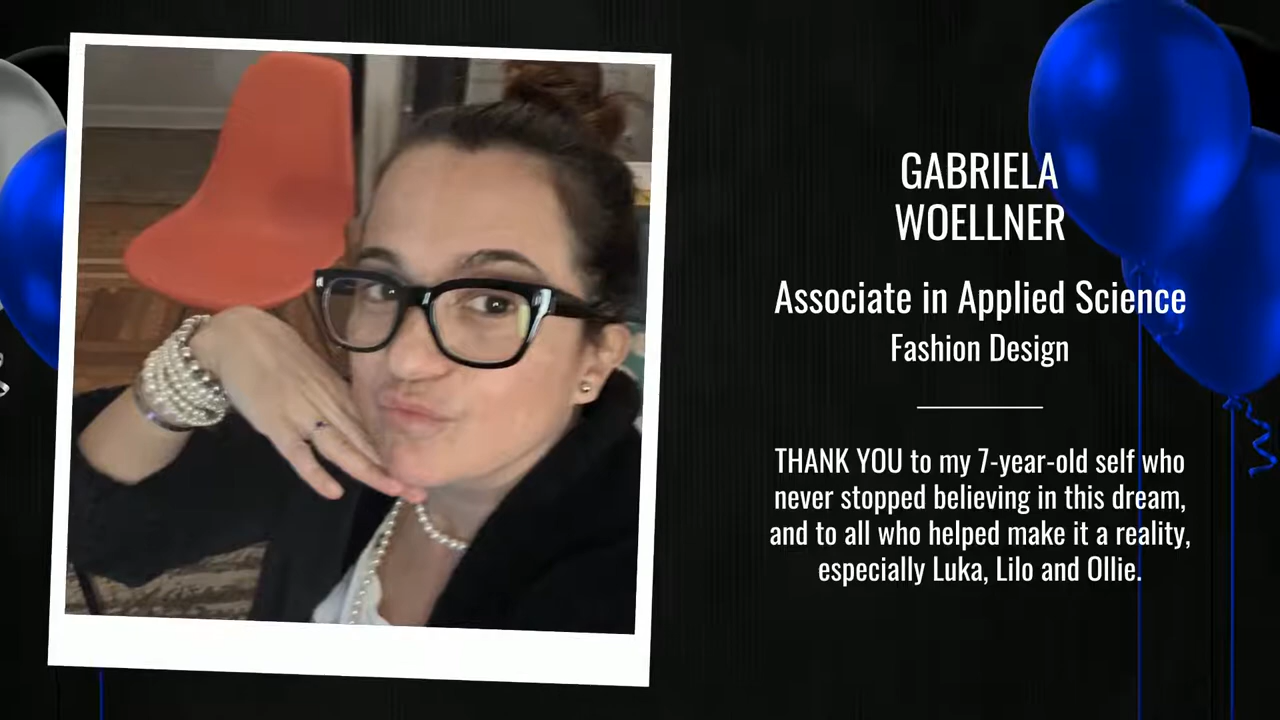 GABRIELA
WOELLNER
Associate in Applied Science
Fashion Design
THANK YOU to my 7-year-old self who
never stopped believing in this dream,
and to all who helped make it a reality,
especially Luka, Lilo and Ollie.